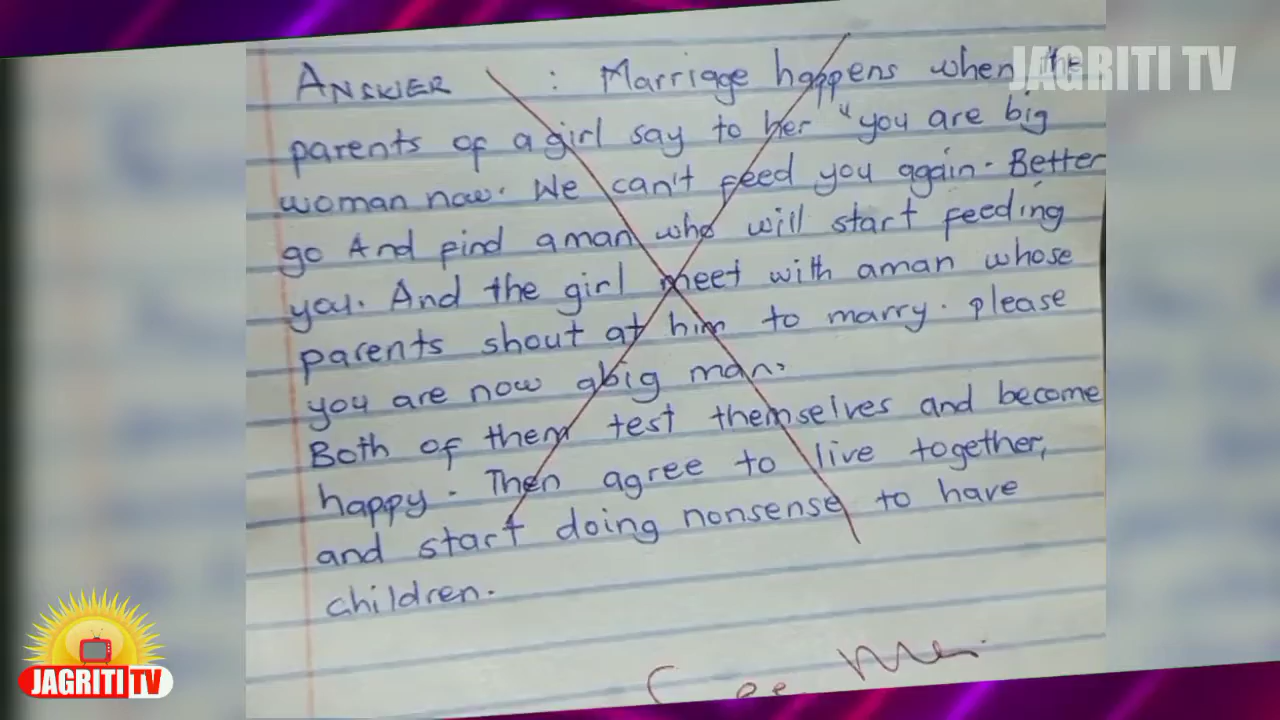 JAGRITI TV
ANSWER : Marriage happens when the
parents of a girl say to her "you are big
woman now. We can't feed you again. Better
go And find a man who will start feeding
you. And the girl meet with a man whose
parents shout at him to marry. please
you are now a big man.
Both of them test themselves and become
happy. Then agree to live together,
and start doing nonsense to have
children.
See Me.
JAGRITI TV